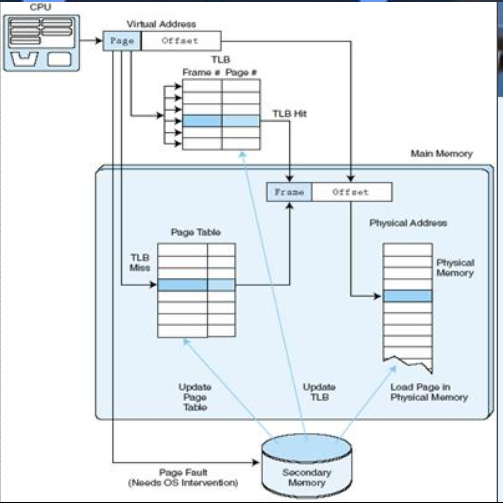 CPU
Virtual Address
Page Offset
TLB
Frame # Page #
TLB Hit
Main Memory
Frame Offset
Physical Address
Page Table
TLB
Miss
Physical
Memory
Update
Page
Table
Update
TLB
Load Page in
Physical Memory
Page Fault
(Needs OS Intervention)
Secondary
Memory